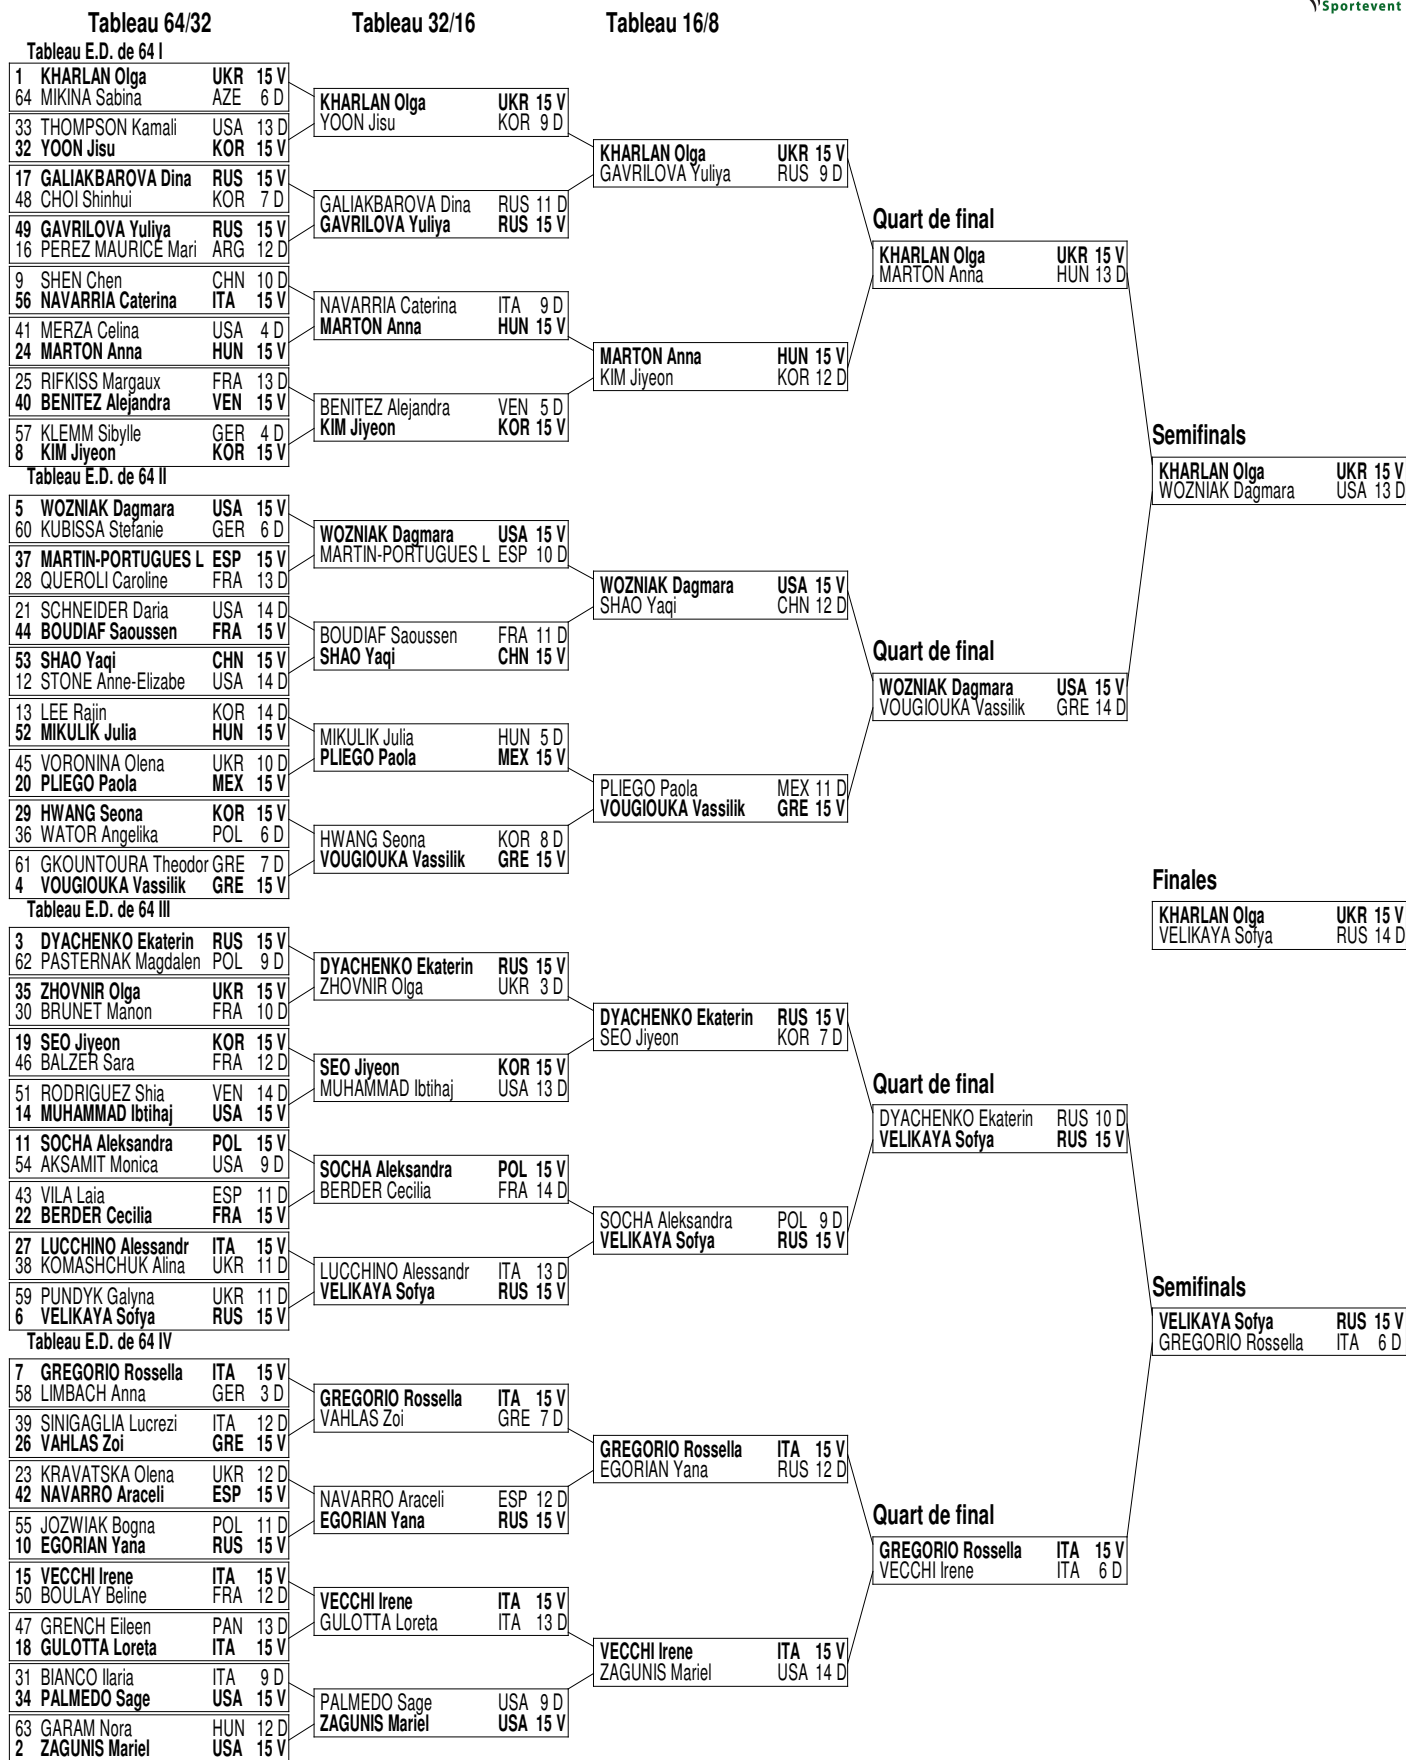 Sportevent
Tableau 64/32
Tableau 32/16
Tableau 16/8
Tableau E.D. de 64 I
1 KHARLAN Olga UKR 15 V
64 MIKINA Sabina AZE 6 D
33 THOMPSON Kamali USA 13 D
32 YOON Jisu KOR 15 V
17 GALIAKBAROVA Dina RUS 15 V
48 CHOI Shinhui KOR 7 D
49 GAVRILOVA Yuliya RUS 15 V
16 PEREZ MAURICE Mari ARG 12 D
9 SHEN Chen CHN 10 D
56 NAVARRIA Caterina ITA 15 V
41 MERZA Celina USA 4 D
24 MARTON Anna HUN 15 V
25 RIFKISS Margaux FRA 13 D
40 BENITEZ Alejandra VEN 15 V
57 KLEMM Sibylle GER 4 D
8 KIM Jiyeon KOR 15 V
Tableau E.D. de 64 II
5 WOZNIAK Dagmara USA 15 V
60 KUBISSA Stefanie GER 6 D
37 MARTIN-PORTUGUES L ESP 15 V
28 QUEROLI Caroline FRA 13 D
21 SCHNEIDER Daria USA 14 D
44 BOUDIAF Saoussen FRA 15 V
53 SHAO Yaqi CHN 15 V
12 STONE Anne-Elizabe USA 14 D
13 LEE Rajin KOR 14 D
52 MIKULIK Julia HUN 15 V
45 VORONINA Olena UKR 10 D
20 PLIEGO Paola MEX 15 V
29 HWANG Seona KOR 15 V
36 WATOR Angelika POL 6 D
61 GKOUNTOURA Theodor GRE 7 D
4 VOUGIOUKA Vassilik GRE 15 V
Tableau E.D. de 64 III
3 DYACHENKO Ekaterin RUS 15 V
62 PASTERNAK Magdalen POL 9 D
35 ZHOVNIR Olga UKR 15 V
30 BRUNET Manon FRA 10 D
19 SEO Jiyeon KOR 15 V
46 BALZER Sara FRA 12 D
51 RODRIGUEZ Shia VEN 14 D
14 MUHAMMAD Ibtihaj USA 15 V
11 SOCHA Aleksandra POL 15 V
54 AKSAMIT Monica USA 9 D
43 VILA Laia ESP 11 D
22 BERDER Cecilia FRA 15 V
27 LUCCHINO Alessandr ITA 15 V
38 KOMASHCHUK Alina UKR 11 D
59 PUNDYK Galyna UKR 11 D
6 VELIKAYA Sofya RUS 15 V
Tableau E.D. de 64 IV
7 GREGORIO Rossella ITA 15 V
58 LIMBACH Anna GER 3 D
39 SINIGAGLIA Lucrezi ITA 12 D
26 VAHLAS Zoi GRE 15 V
23 KRAVATSKA Olena UKR 12 D
42 NAVARRO Araceli ESP 15 V
55 JOZWIAK Bogna POL 11 D
10 EGORIAN Yana RUS 15 V
15 VECCHI Irene ITA 15 V
50 BOULAY Beline FRA 12 D
47 GRENCH Eileen PAN 13 D
18 GULOTTA Loreta ITA 15 V
31 BIANCO Ilaria ITA 9 D
34 PALMEDO Sage USA 15 V
63 GARAM Nora HUN 12 D
2 ZAGUNIS Mariel USA 15 V
KHARLAN Olga UKR 15 V
YOON Jisu KOR 9 D
GALIAKBAROVA Dina RUS 11 D
GAVRILOVA Yuliya RUS 15 V
NAVARRIA Caterina ITA 9 D
MARTON Anna HUN 15 V
BENITEZ Alejandra VEN 5 D
KIM Jiyeon KOR 15 V
WOZNIAK Dagmara USA 15 V
MARTIN-PORTUGUES L ESP 10 D
BOUDIAF Saoussen FRA 11 D
SHAO Yaqi CHN 15 V
MIKULIK Julia HUN 5 D
PLIEGO Paola MEX 15 V
HWANG Seona KOR 8 D
VOUGIOUKA Vassilik GRE 15 V
DYACHENKO Ekaterin RUS 15 V
ZHOVNIR Olga UKR 3 D
SEO Jiyeon KOR 15 V
MUHAMMAD Ibtihaj USA 13 D
SOCHA Aleksandra POL 15 V
BERDER Cecilia FRA 14 D
LUCCHINO Alessandr ITA 13 D
VELIKAYA Sofya RUS 15 V
GREGORIO Rossella ITA 15 V
VAHLAS Zoi GRE 7 D
NAVARRO Araceli ESP 12 D
EGORIAN Yana RUS 15 V
VECCHI Irene ITA 15 V
GULOTTA Loreta ITA 13 D
PALMEDO Sage USA 9 D
ZAGUNIS Mariel USA 15 V
KHARLAN Olga UKR 15 V
GAVRILOVA Yuliya RUS 9 D
MARTON Anna HUN 15 V
KIM Jiyeon KOR 12 D
WOZNIAK Dagmara USA 15 V
SHAO Yaqi CHN 12 D
PLIEGO Paola MEX 11 D
VOUGIOUKA Vassilik GRE 15 V
DYACHENKO Ekaterin RUS 15 V
SEO Jiyeon KOR 7 D
SOCHA Aleksandra POL 9 D
VELIKAYA Sofya RUS 15 V
GREGORIO Rossella ITA 15 V
EGORIAN Yana RUS 12 D
VECCHI Irene ITA 15 V
ZAGUNIS Mariel USA 14 D
Quart de final
KHARLAN Olga UKR 15 V
MARTON Anna HUN 13 D
Quart de final
WOZNIAK Dagmara USA 15 V
VOUGIOUKA Vassilik GRE 14 D
Quart de final
DYACHENKO Ekaterin RUS 10 D
VELIKAYA Sofya RUS 15 V
Quart de final
GREGORIO Rossella ITA 15 V
VECCHI Irene ITA 6 D
Semifinals
KHARLAN Olga UKR 15 V
WOZNIAK Dagmara USA 13 D
Finales
KHARLAN Olga UKR 15 V
VELIKAYA Sofya RUS 14 D
Semifinals
VELIKAYA Sofya RUS 15 V
GREGORIO Rossella ITA 6 D